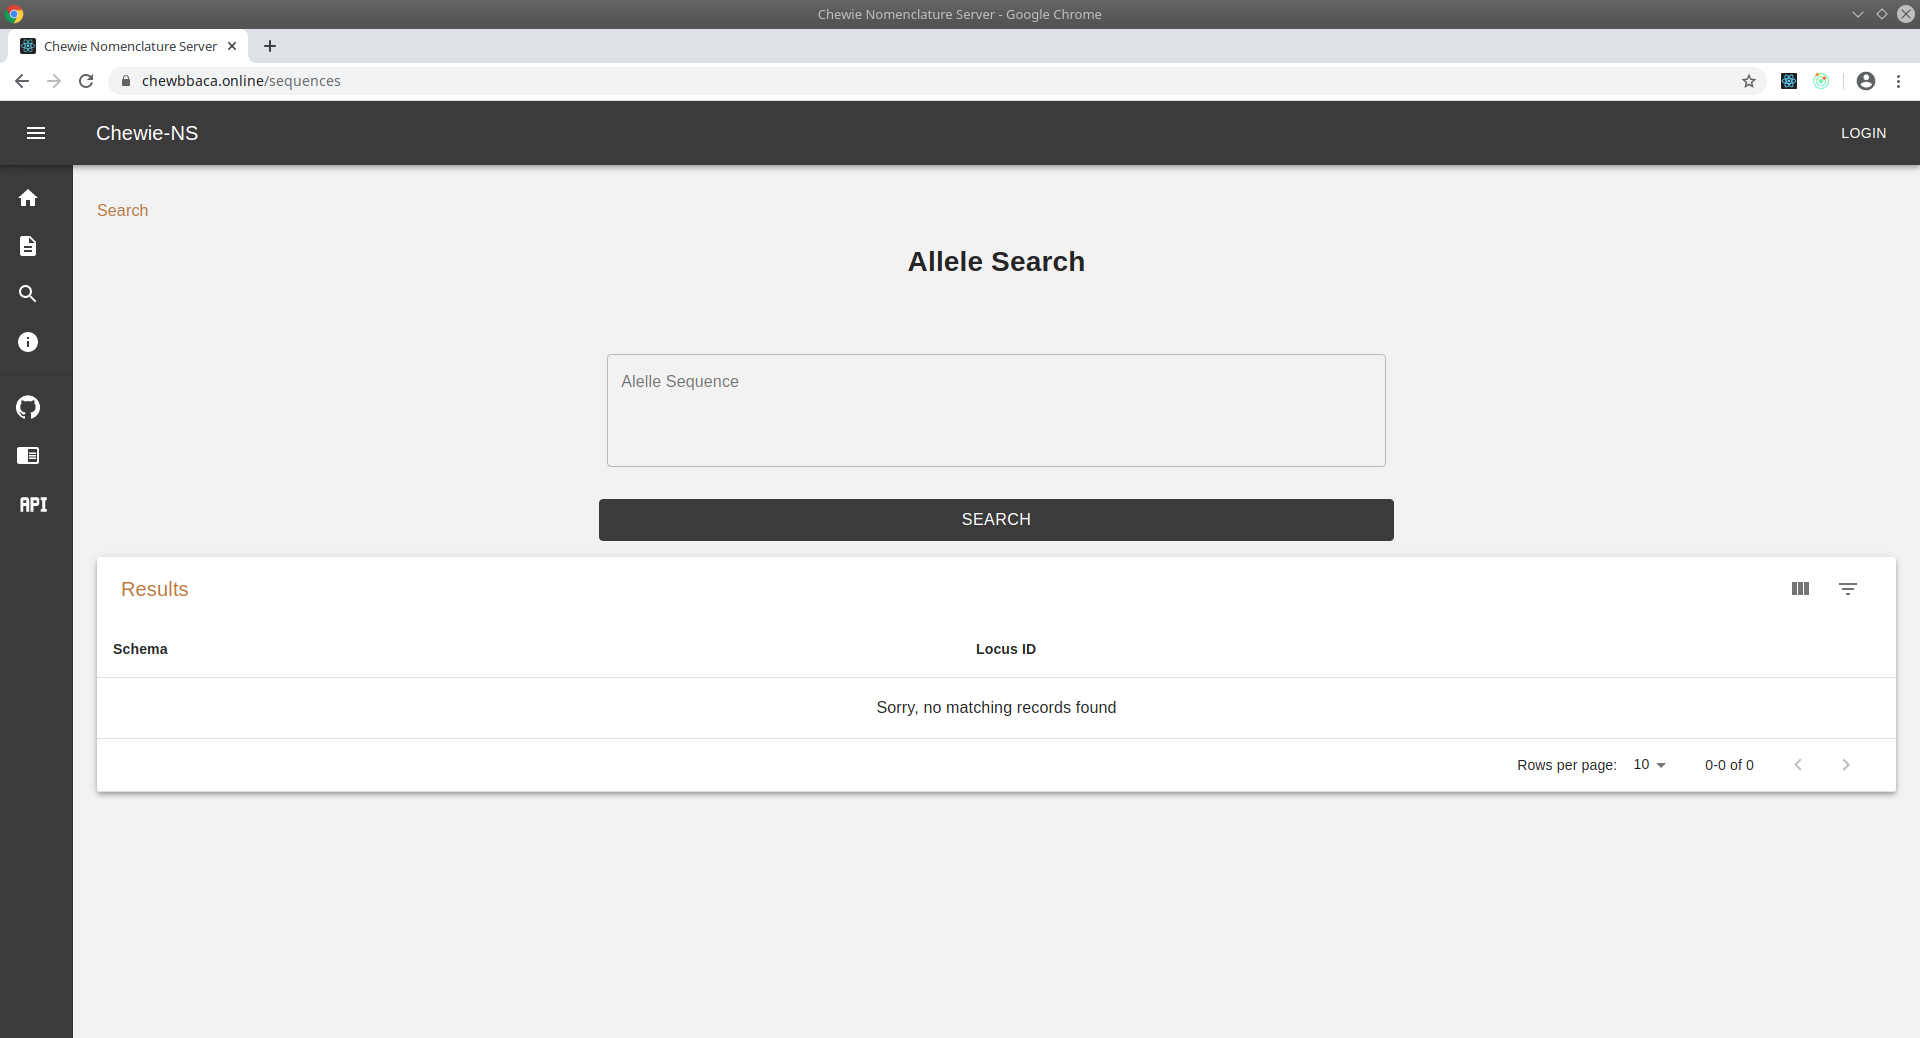 Chewie Nomenclature Server - Google Chrome
Chewie Nomenclature Server
chewbbaca.online/sequences
Chewie-NS
LOGIN
Search
Allele Search
Alelle Sequence
SEARCH
Results
Schema Locus ID
Sorry, no matching records found
Rows per page: 10 0-0 of 0
API